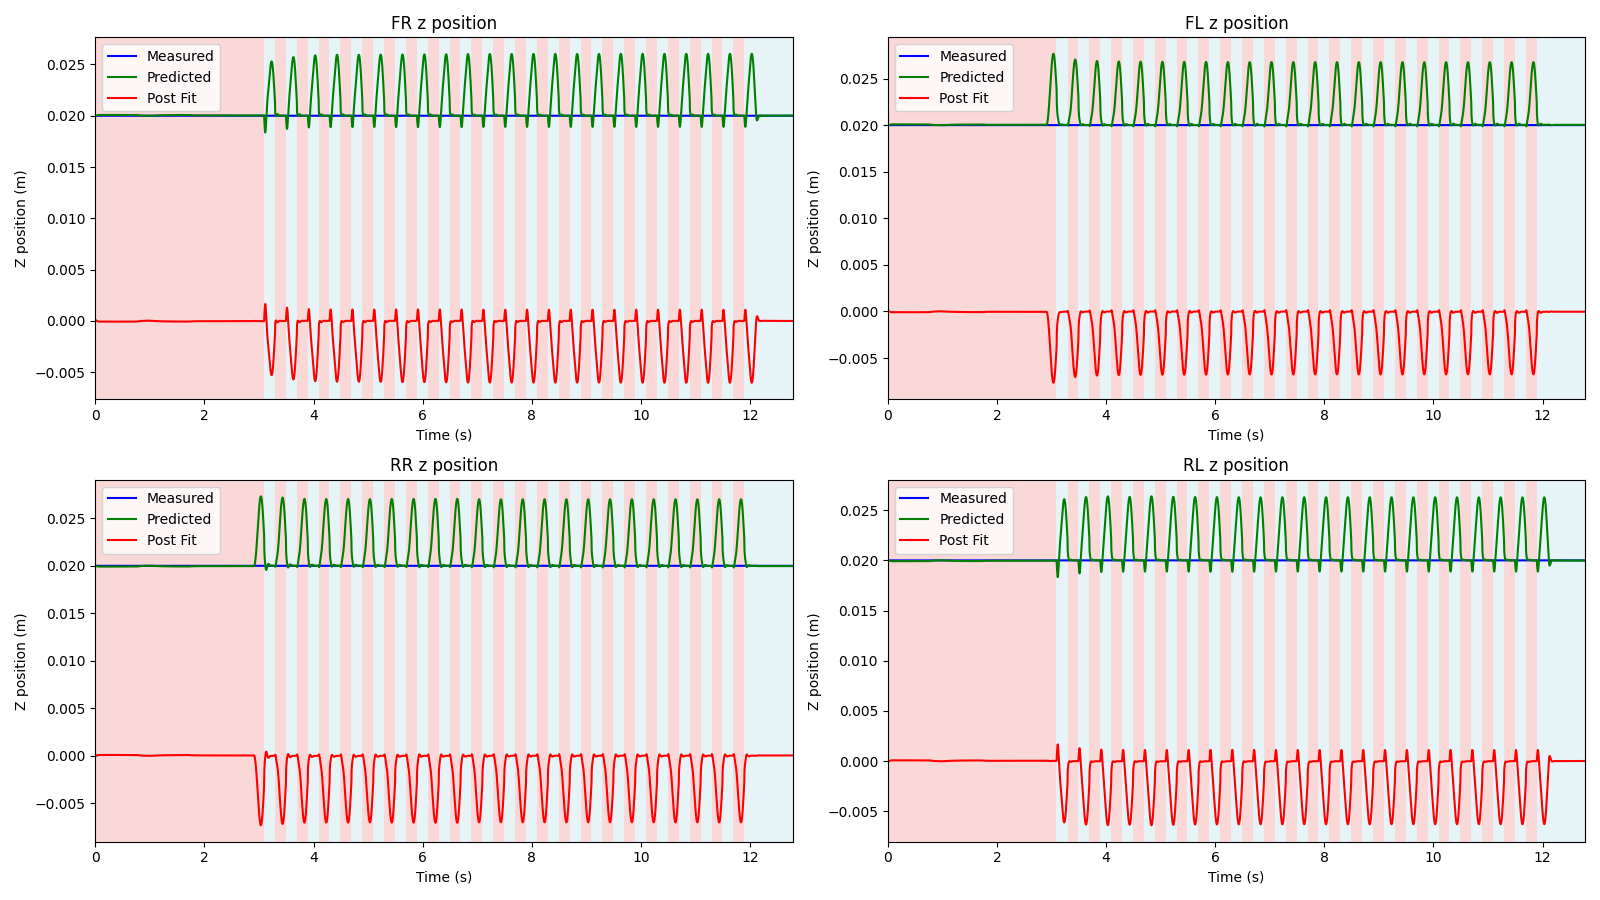 FR z position
Measured
Predicted
Post Fit
Z position (m)
0.025
0.020
0.015
0.010
0.005
0.000
−0.005
0 2 4 6 8 10 12
Time (s)
FL z position
Measured
Predicted
Post Fit
Z position (m)
0.025
0.020
0.015
0.010
0.005
0.000
−0.005
0 2 4 6 8 10 12
Time (s)
RR z position
Measured
Predicted
Post Fit
Z position (m)
0.025
0.020
0.015
0.010
0.005
0.000
−0.005
0 2 4 6 8 10 12
Time (s)
RL z position
Measured
Predicted
Post Fit
Z position (m)
0.025
0.020
0.015
0.010
0.005
0.000
−0.005
0 2 4 6 8 10 12
Time (s)